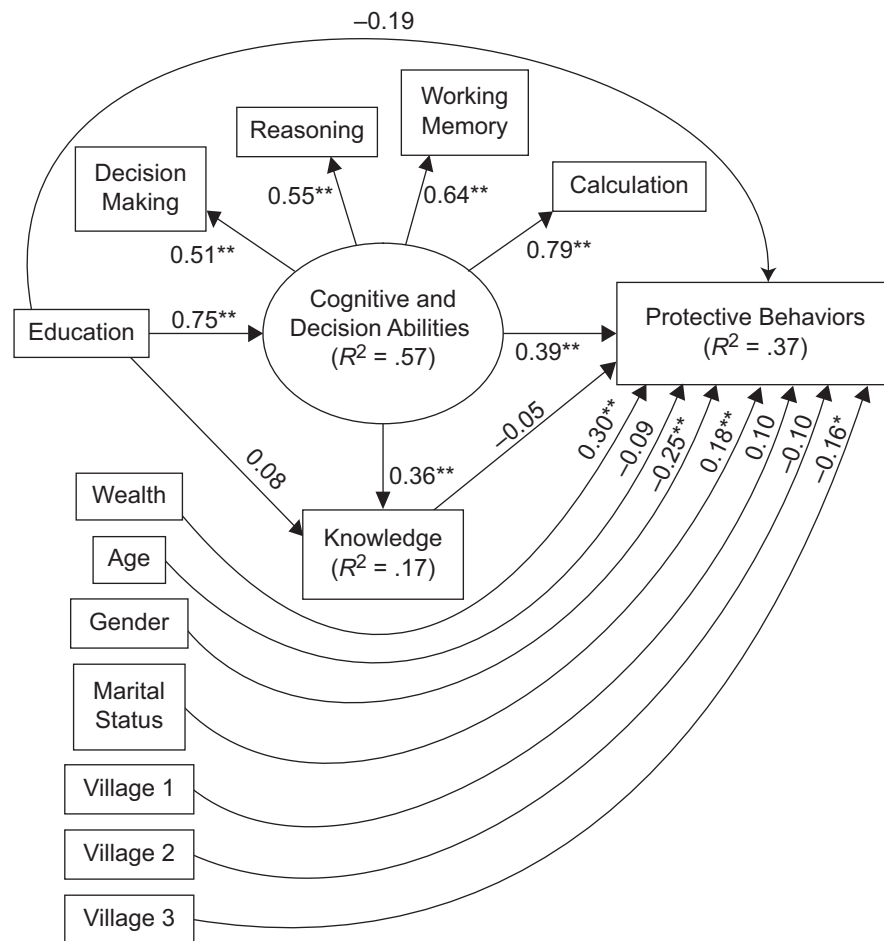 –0.19
Working
Memory
Reasoning
Decision
Making
Calculation
0.55**
0.64**
0.51**
0.79**
Education
0.75**
Cognitive and
Decision Abilities
(R² = .57)
0.39**
Protective Behaviors
(R² = .37)
0.08
0.36**
–0.05
0.30**
–0.09
–0.25**
0.18**
0.10
–0.10
–0.16*
Knowledge
(R² = .17)
Wealth
Age
Gender
Marital
Status
Village 1
Village 2
Village 3